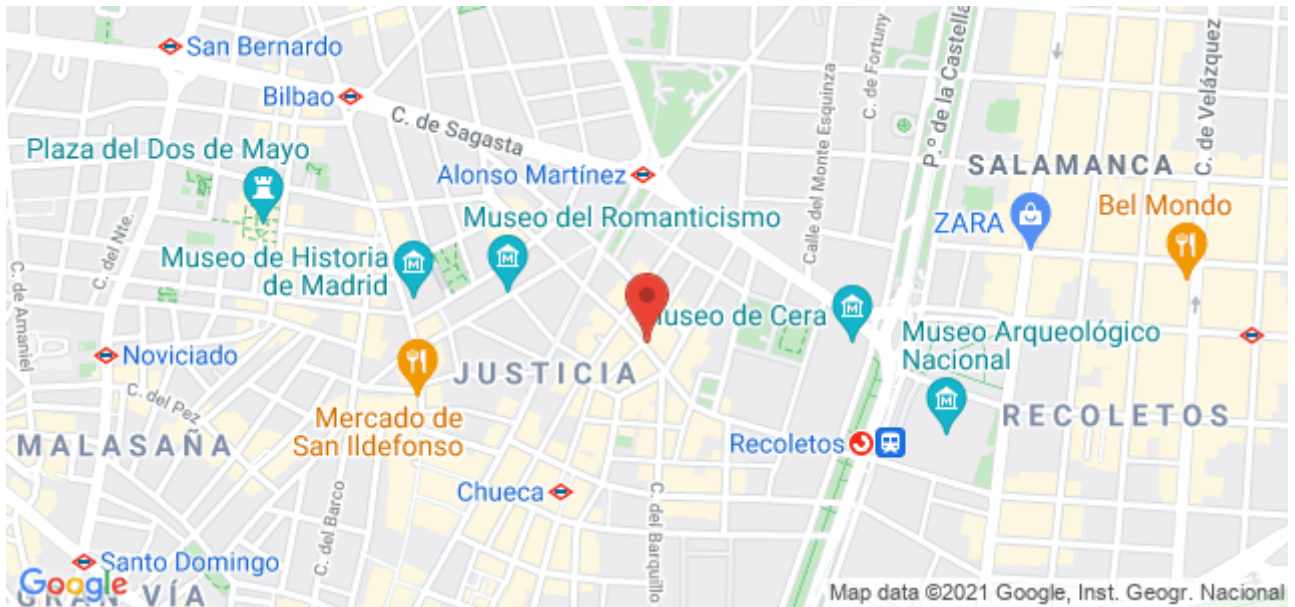 San Bernardo
Bilbao
C. de Sagasta
Plaza del Dos de Mayo
Alonso Martínez
Museo del Romanticismo
Museo de Historia
de Madrid
C. del Nte.
C. de Amaniel
Noviciado
C. del Pez
MALASAÑA
JUSTICIA
Mercado de
San Ildefonso
Chueca
C. del Barco
C. del Barquillo
Santo Domingo
GRAN VÍA
Google
Calle del Monte Esquinza
C. de Fortuny
P.º de la Castella
C. de Velázquez
SALAMANCA
ZARA
Bel Mondo
useo de Cera
Museo Arqueológico
Nacional
RECOLETOS
Recoletos
Map data ©2021 Google, Inst. Geogr. Nacional